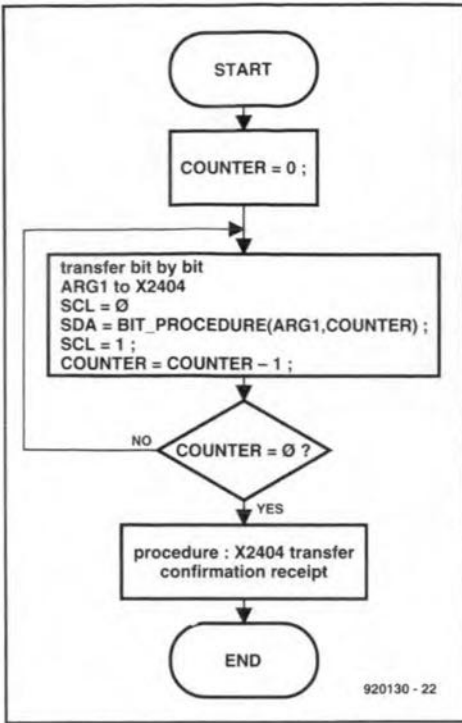 START
COUNTER = 0 ;
transfer bit by bit
ARG1 to X2404
SCL = Ø
SDA = BIT_PROCEDURE(ARG1,COUNTER) ;
SCL = 1 ;
COUNTER = COUNTER – 1 ;
NO
COUNTER = Ø ?
YES
procedure : X2404 transfer
confirmation receipt
END
920130 - 22